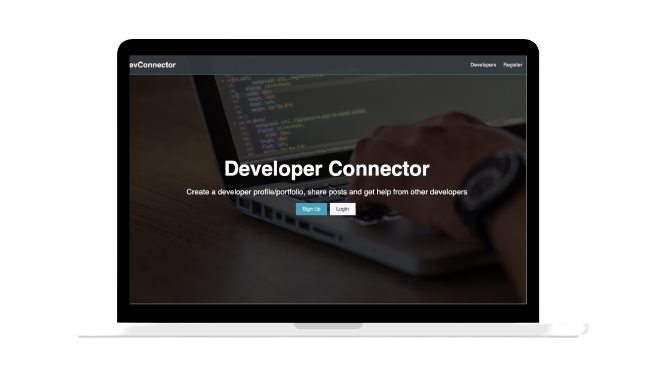 evConnector
Developers Register
Developer Connector
Create a developer profile/portfolio, share posts and get help from other developers
Sign Up Login